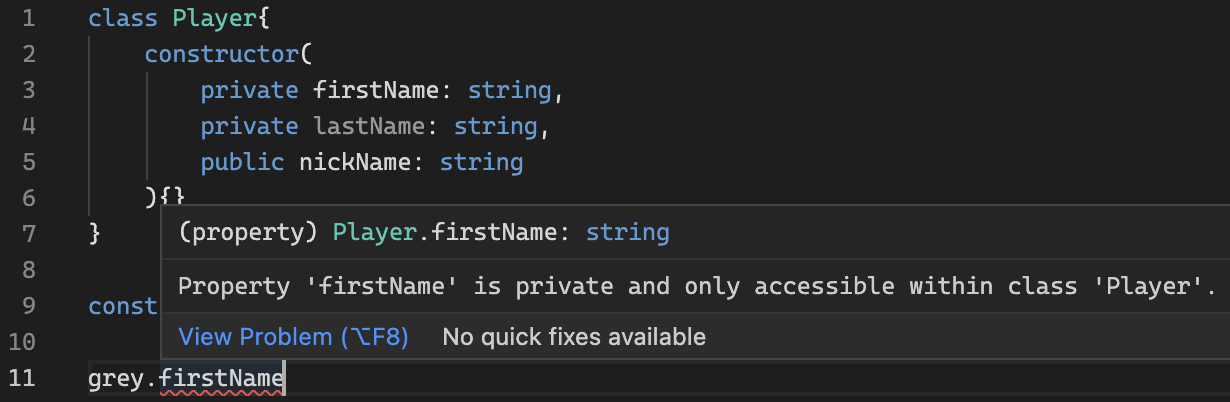 1 class Player{
2 constructor(
3 private firstName: string,
4 private lastName: string,
5 public nickName: string
6 ){}
7 }
(property) Player.firstName: string
8
Property 'firstName' is private and only accessible within class 'Player'.
9 const
View Problem (⌥F8) No quick fixes available
10
11 grey.firstName